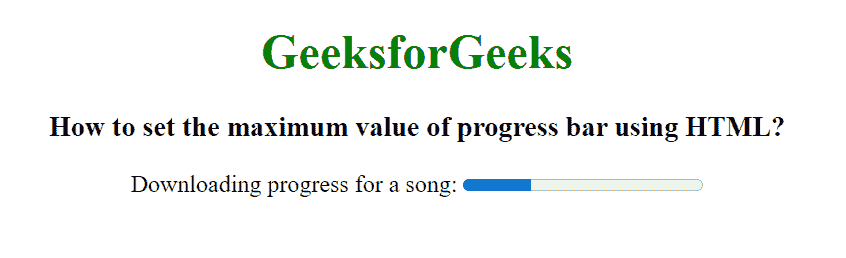 GeeksforGeeks
How to set the maximum value of progress bar using HTML?
Downloading progress for a song: